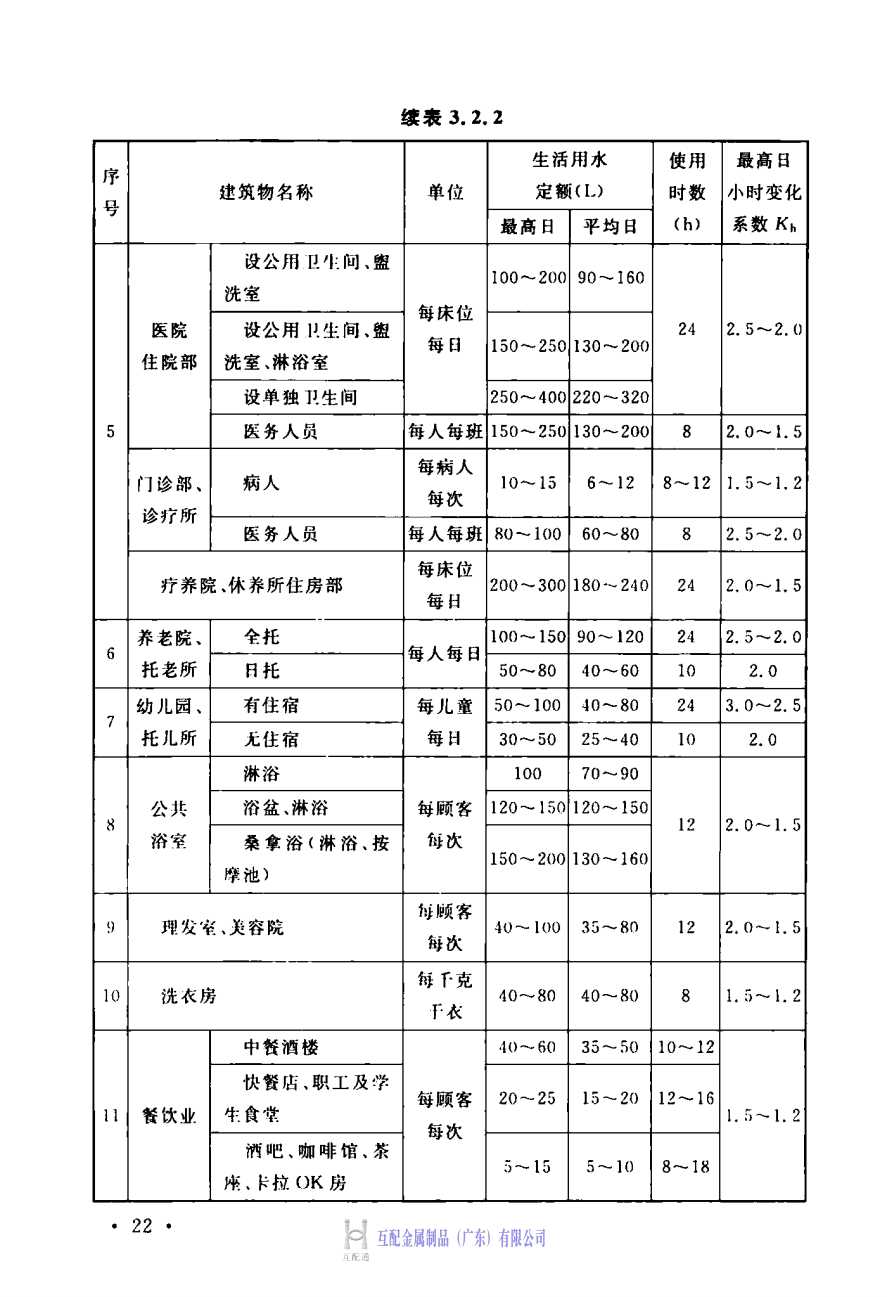 续表 3.2.2
序号 建筑物名称 单位 生活用水定额(L) 使用时数(h) 最高日小时变化系数 Kh
最高日 平均日
5 医院住院部 设公用卫生间、盥洗室 每床位每日 100～200 90～160 24 2.5～2.0
设公用卫生间、盥洗室、淋浴室 150～250 130～200
设单独卫生间 250～400 220～320
医务人员 每人每班 150～250 130～200 8 2.0～1.5
门诊部、诊疗所 病人 每病人每次 10～15 6～12 8～12 1.5～1.2
医务人员 每人每班 80～100 60～80 8 2.5～2.0
疗养院、休养所住房部 每床位每日 200～300 180～240 24 2.0～1.5
6 养老院、托老所 全托 每人每日 100～150 90～120 24 2.5～2.0
日托 50～80 40～60 10 2.0
7 幼儿园、托儿所 有住宿 每儿童每日 50～100 40～80 24 3.0～2.5
无住宿 30～50 25～40 10 2.0
8 公共浴室 淋浴 每顾客每次 100 70～90 12 2.0～1.5
浴盆、淋浴 120～150 120～150
桑拿浴(淋浴、按摩池) 150～200 130～160
9 理发室、美容院 每顾客每次 40～100 35～80 12 2.0～1.5
10 洗衣房 每千克干衣 40～80 40～80 8 1.5～1.2
11 餐饮业 中餐酒楼 每顾客每次 40～60 35～50 10～12 1.5～1.2
快餐店、职工及学生食堂 20～25 15～20 12～16
酒吧、咖啡馆、茶座、卡拉OK房 5～15 5～10 8～18
· 22 ·
互配通
互配金属制品（广东）有限公司